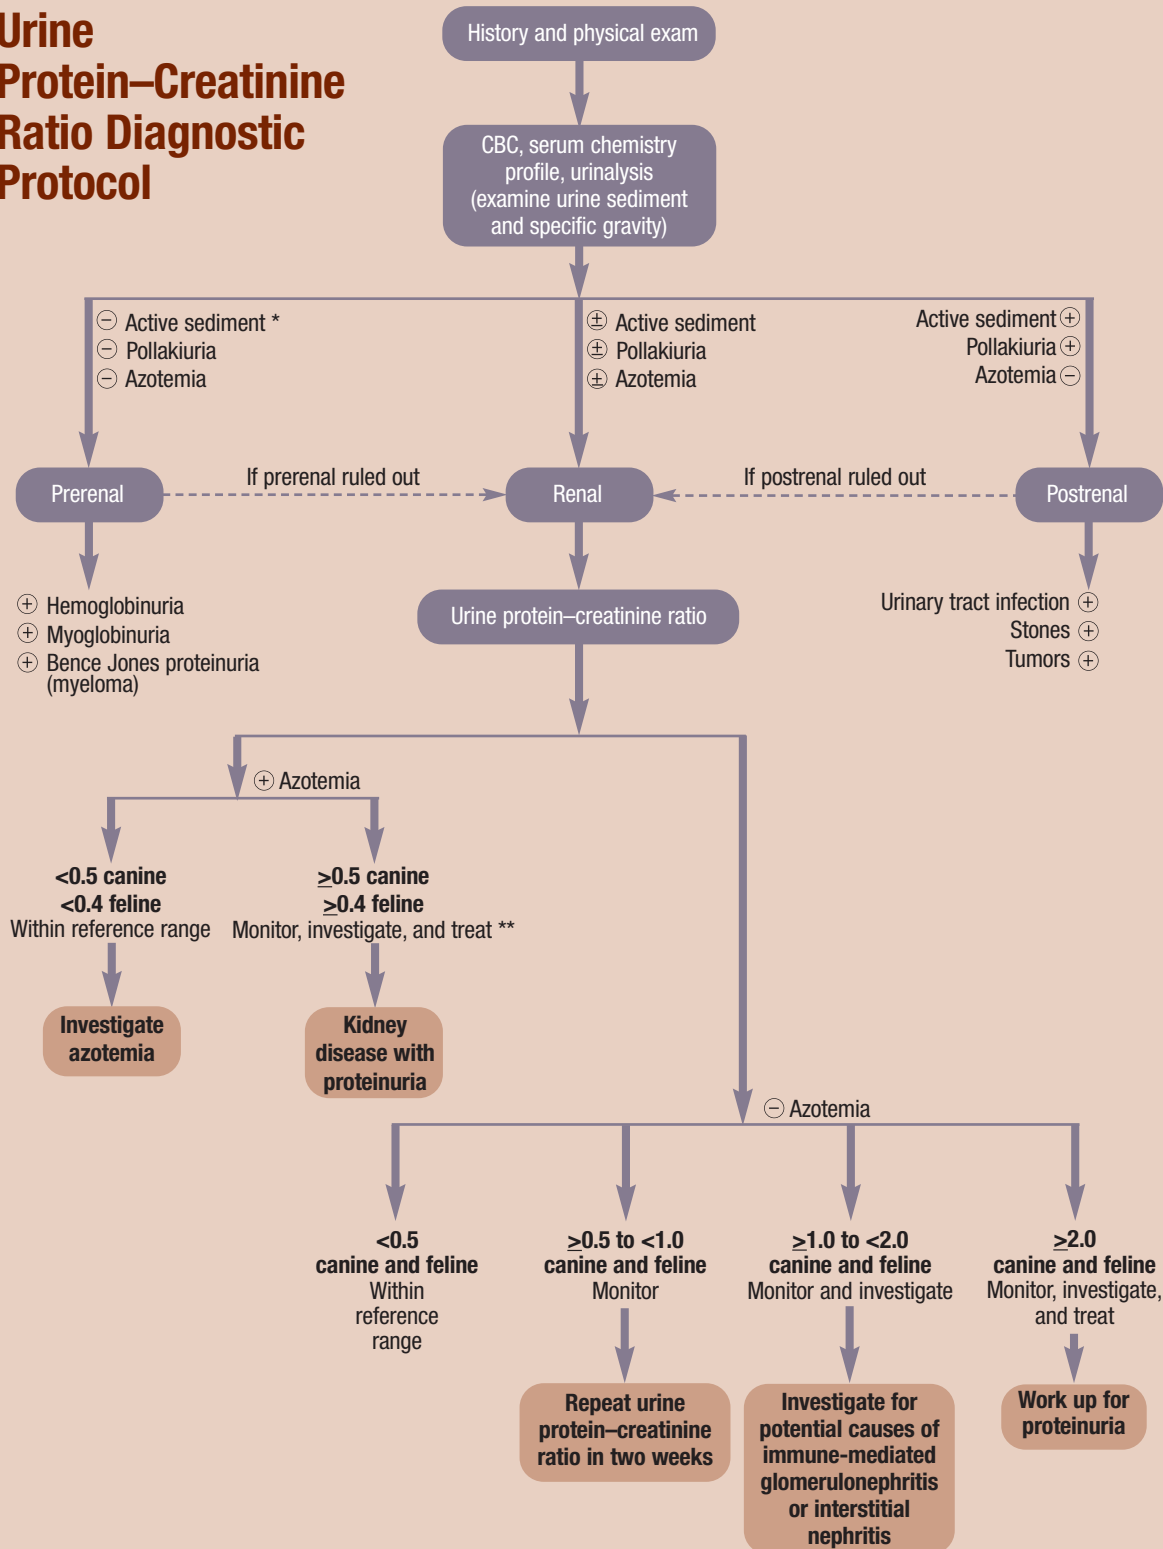 Urine
Protein–Creatinine
Ratio Diagnostic
Protocol
History and physical exam
CBC, serum chemistry
profile, urinalysis
(examine urine sediment
and specific gravity)
⊖ Active sediment *
⊖ Pollakiuria
⊖ Azotemia
± Active sediment
± Pollakiuria
± Azotemia
Active sediment ⊕
Pollakiuria ⊕
Azotemia ⊖
Prerenal
If prerenal ruled out
Renal
If postrenal ruled out
Postrenal
⊕ Hemoglobinuria
⊕ Myoglobinuria
⊕ Bence Jones proteinuria
(myeloma)
Urine protein–creatinine ratio
Urinary tract infection ⊕
Stones ⊕
Tumors ⊕
⊕ Azotemia
<0.5 canine
<0.4 feline
Within reference range
≥0.5 canine
≥0.4 feline
Monitor, investigate, and treat **
Investigate
azotemia
Kidney
disease with
proteinuria
⊖ Azotemia
<0.5
canine and feline
Within
reference
range
≥0.5 to <1.0
canine and feline
Monitor
≥1.0 to <2.0
canine and feline
Monitor and investigate
≥2.0
canine and feline
Monitor, investigate,
and treat
Repeat urine
protein–creatinine
ratio in two weeks
Investigate for
potential causes of
immune-mediated
glomerulonephritis
or interstitial
nephritis
Work up for
proteinuria